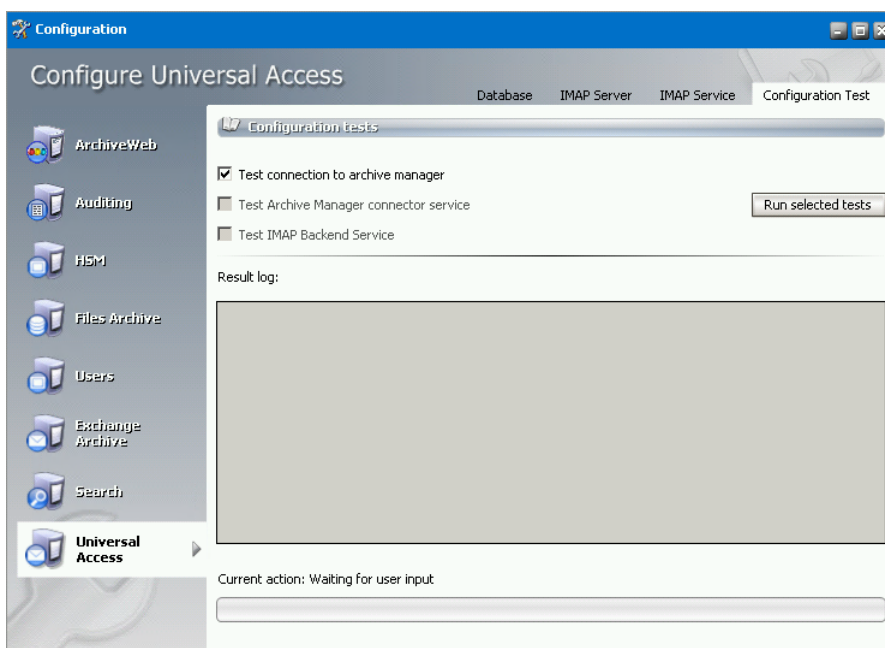 Configuration
Configure Universal Access
Database
IMAP Server
IMAP Service
Configuration Test
ArchiveWeb
Auditing
HSM
Files Archive
Users
Exchange
Archive
Search
Universal
Access
Configuration tests
Test connection to archive manager
Test Archive Manager connector service
Run selected tests
Test IMAP Backend Service
Result log:
Current action: Waiting for user input